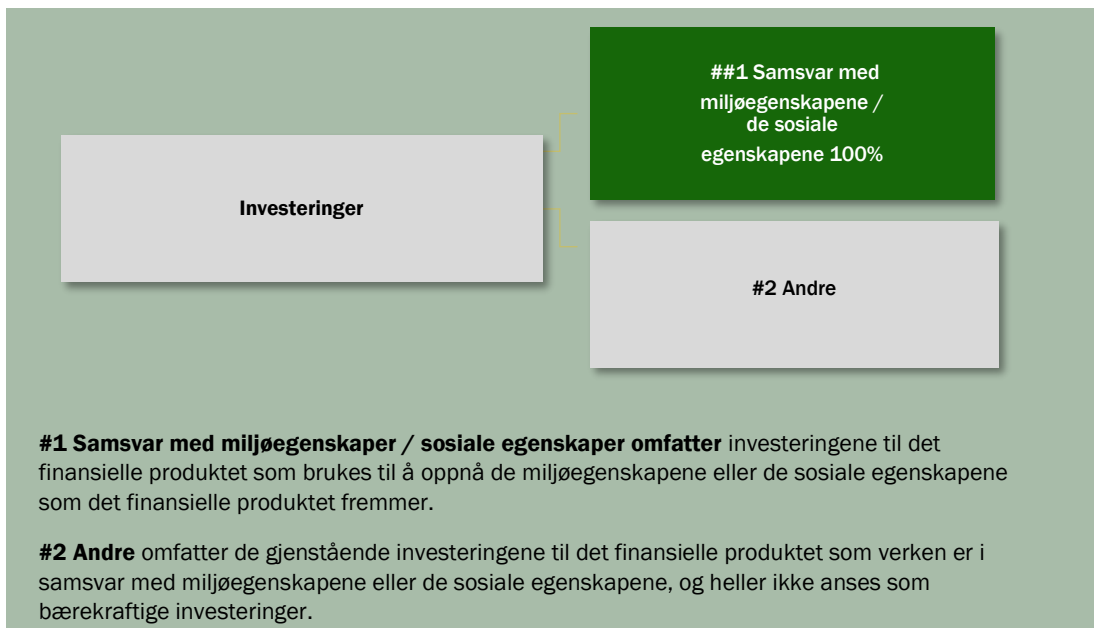 ##1 Samsvar med
miljøegenskapene /
de sosiale
egenskapene 100%
Investeringer
#2 Andre
#1 Samsvar med miljøegenskaper / sosiale egenskaper omfatter investeringene til det
finansielle produktet som brukes til å oppnå de miljøegenskapene eller de sosiale egenskapene
som det finansielle produktet fremmer.
#2 Andre omfatter de gjenstående investeringene til det finansielle produktet som verken er i
samsvar med miljøegenskapene eller de sosiale egenskapene, og heller ikke anses som
bærekraftige investeringer.